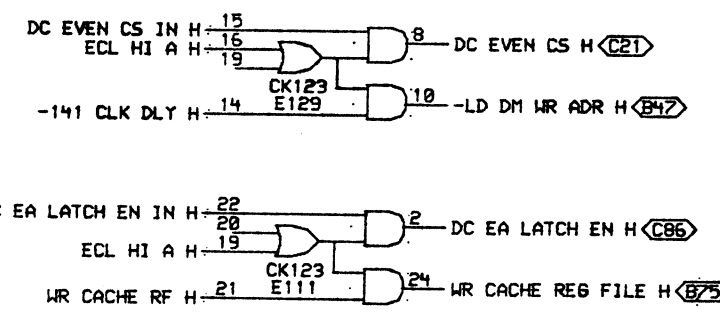 DC EVEN CS IN H 15
ECL HI A H 16
19
8 DC EVEN CS H C21
CK123
E129
10 -LD DM WR ADR H B47
-141 CLK DLY H 14
EA LATCH EN IN H 22
20
ECL HI A H 19
2 DC EA LATCH EN H C86
CK123
E111
24 WR CACHE REG FILE H B75
WR CACHE RF H 21